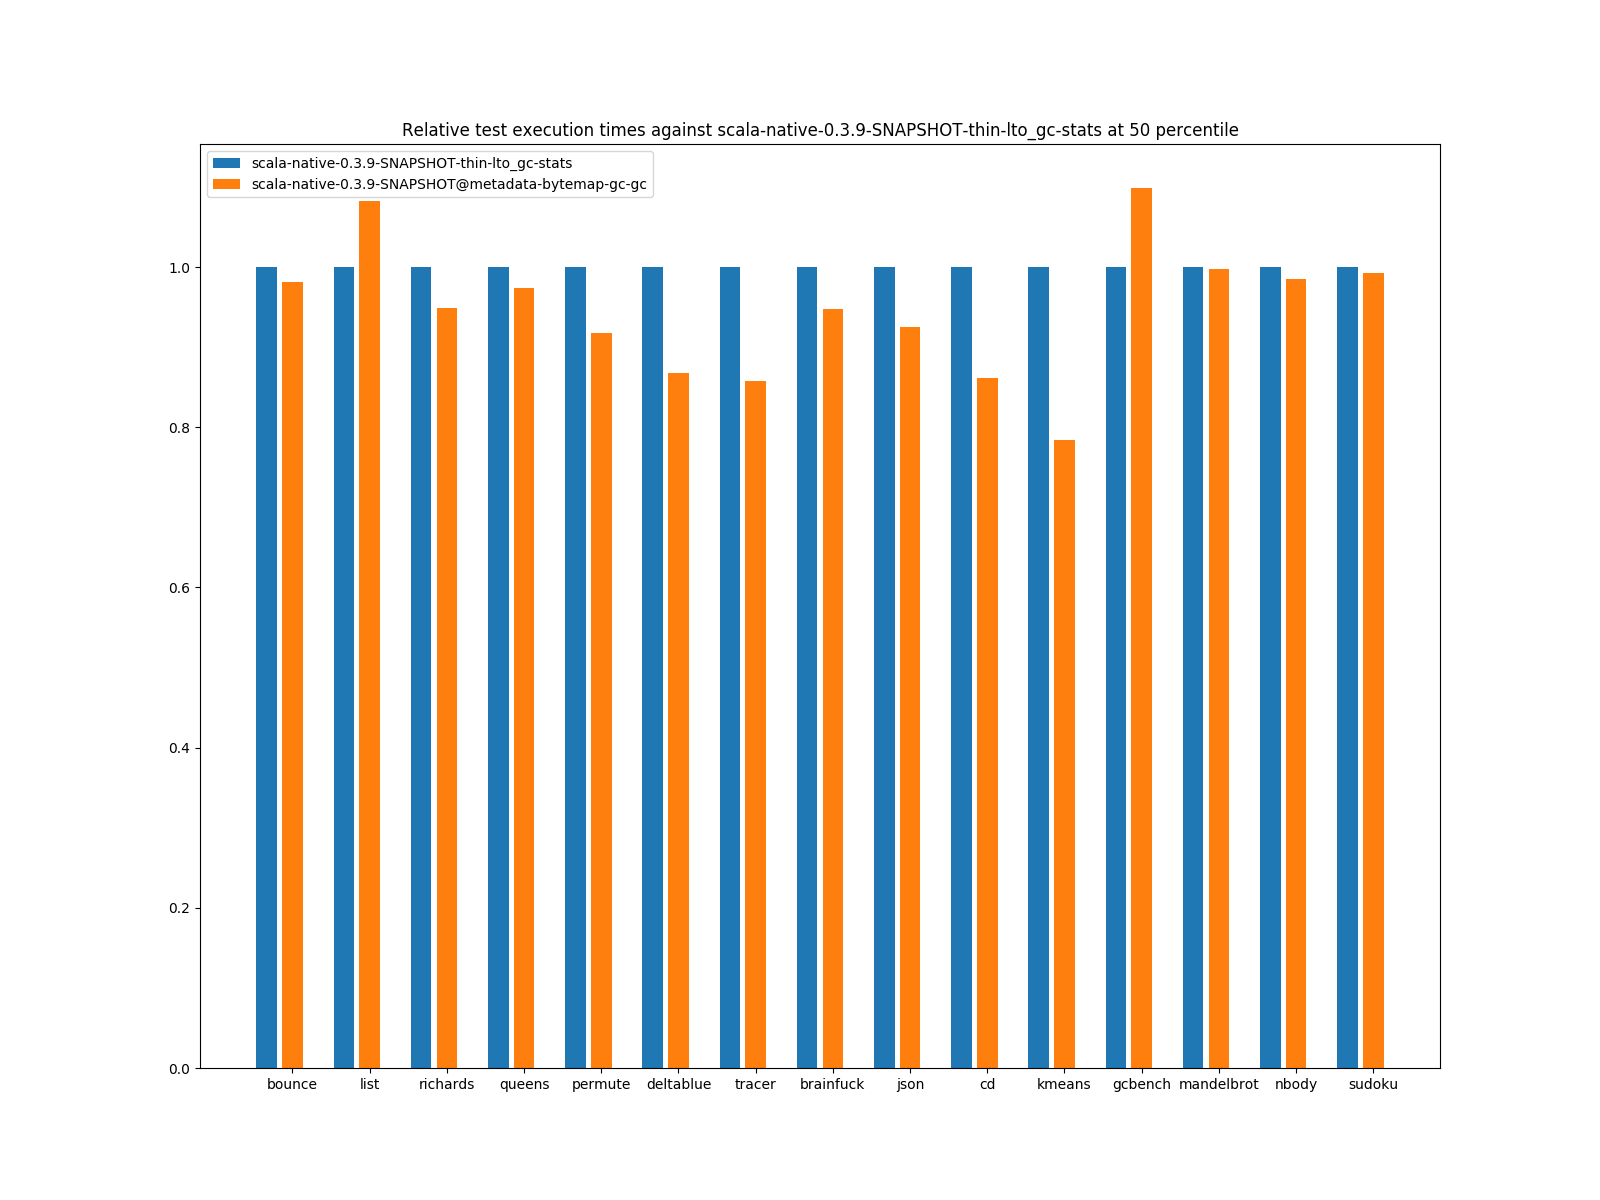 Relative test execution times against scala-native-0.3.9-SNAPSHOT-thin-lto_gc-stats at 50 percentile
scala-native-0.3.9-SNAPSHOT-thin-lto_gc-stats
scala-native-0.3.9-SNAPSHOT@metadata-bytemap-gc-gc
1.0
0.8
0.6
0.4
0.2
0.0
bounce list richards queens permute deltablue tracer brainfuck json cd kmeans gcbench mandelbrot nbody sudoku